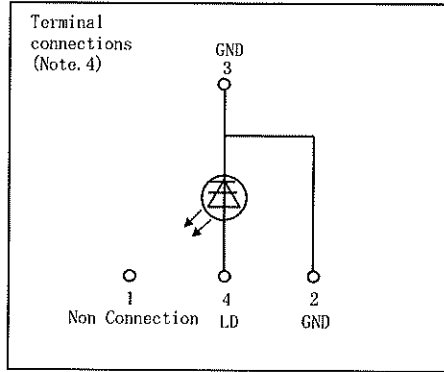 Terminal
connections
(Note. 4)
GND
3
1
4
2
Non Connection
LD
GND